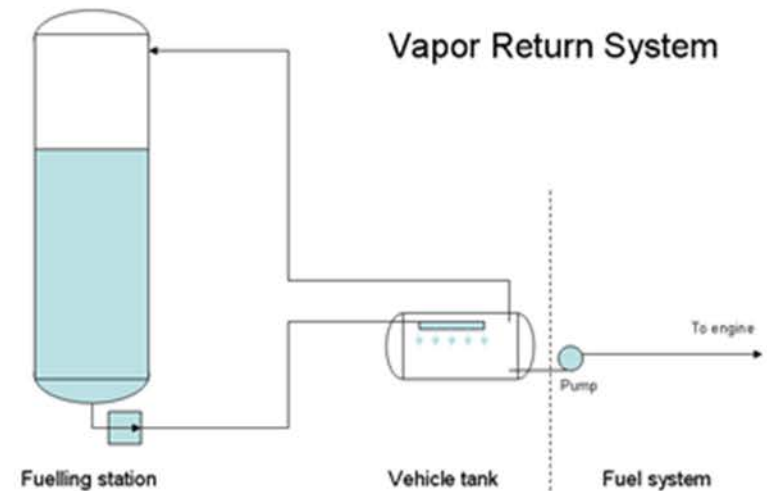 Vapor Return System
To engine
Pump
Fuelling station
Vehicle tank
Fuel system